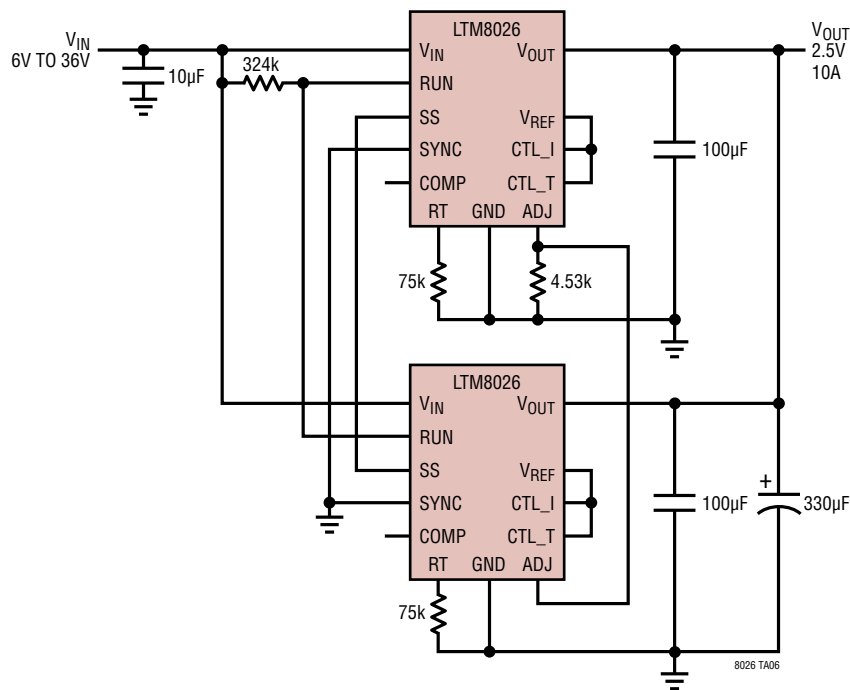 LTM8026
VIN
6V TO 36V
10µF
324k
VIN
RUN
SS
SYNC
COMP
RT
GND
ADJ
VOUT
VREF
CTL_I
CTL_T
VOUT
2.5V
10A
100µF
75k
4.53k
LTM8026
VIN
RUN
SS
SYNC
COMP
RT
GND
ADJ
VOUT
VREF
CTL_I
CTL_T
100µF
+
330µF
75k
8026 TA06